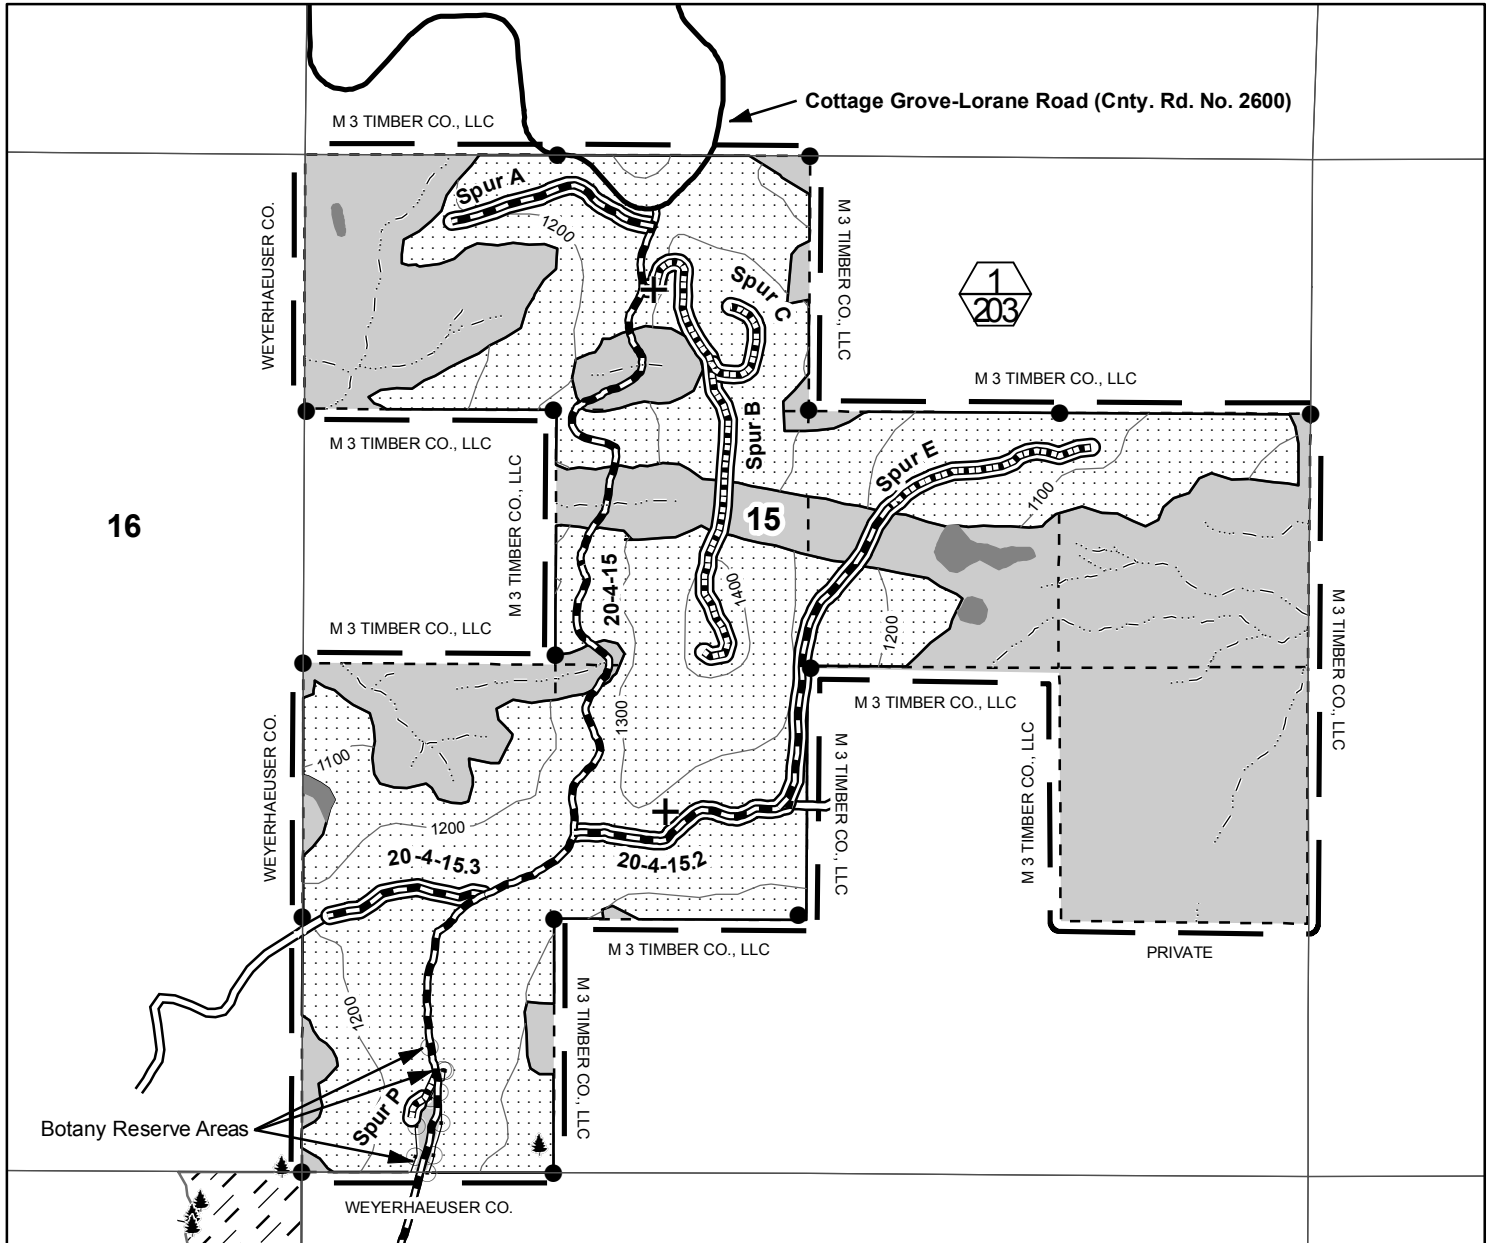 Cottage Grove-Lorane Road (Cnty. Rd. No. 2600)
M 3 TIMBER CO., LLC
Spur A
1200
WEYERHAEUSER CO.
M 3 TIMBER CO., LLC
Spur C
1
203
M 3 TIMBER CO., LLC
M 3 TIMBER CO., LLC
Spur B
Spur E
M 3 TIMBER CO., LLC
1100
16
15
20-4-15
1400
1200
M 3 TIMBER CO., LLC
M 3 TIMBER CO., LLC
M 3 TIMBER CO., LLC
1300
WEYERHAEUSER CO.
1100
M 3 TIMBER CO., LLC
M 3 TIMBER CO., LLC
1200
20-4-15.3
20-4-15.2
M 3 TIMBER CO., LLC
PRIVATE
1200
M 3 TIMBER CO., LLC
Spur P
Botany Reserve Areas
WEYERHAEUSER CO.